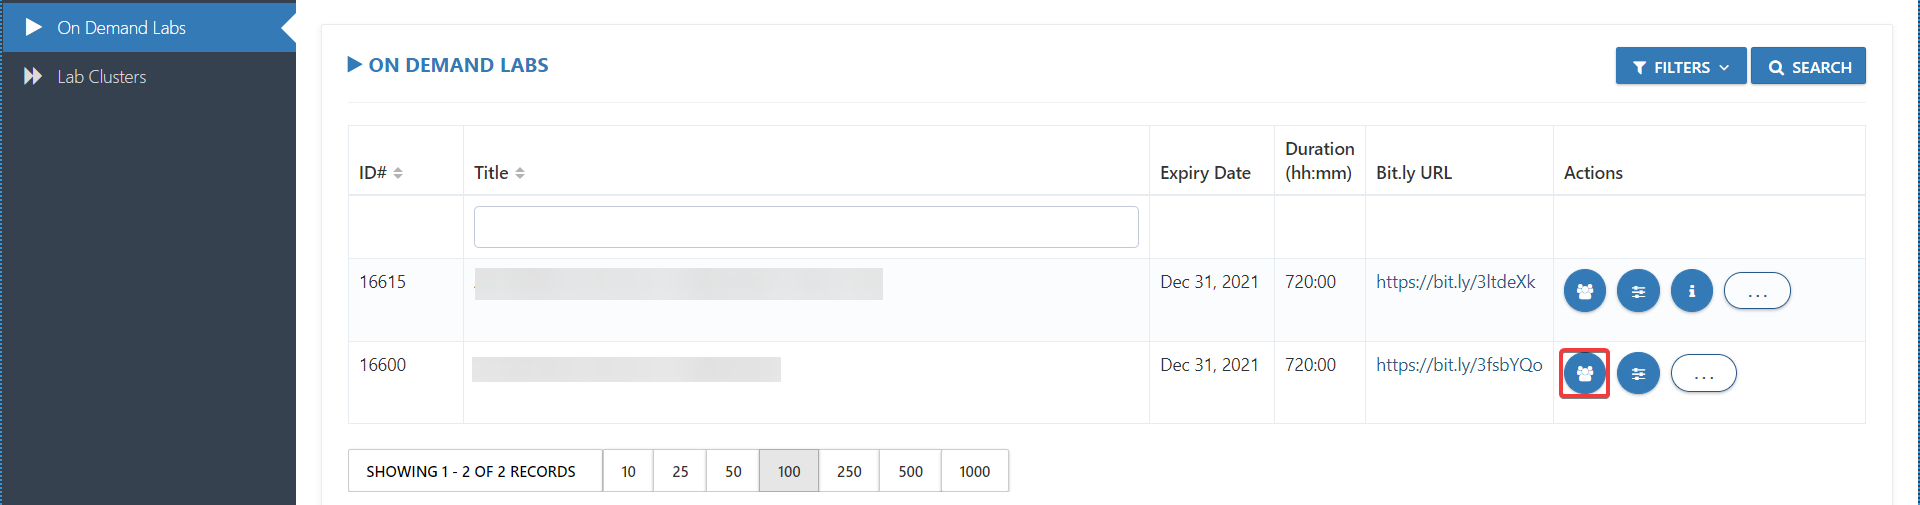 On Demand Labs
Lab Clusters
ON DEMAND LABS
FILTERS
SEARCH
ID#
Title
Expiry Date
Duration
(hh:mm)
Bit.ly URL
Actions
16615
Dec 31, 2021
720:00
https://bit.ly/3ltdeXk
...
16600
Dec 31, 2021
720:00
https://bit.ly/3fsbYQo
...
SHOWING 1 - 2 OF 2 RECORDS
10
25
50
100
250
500
1000